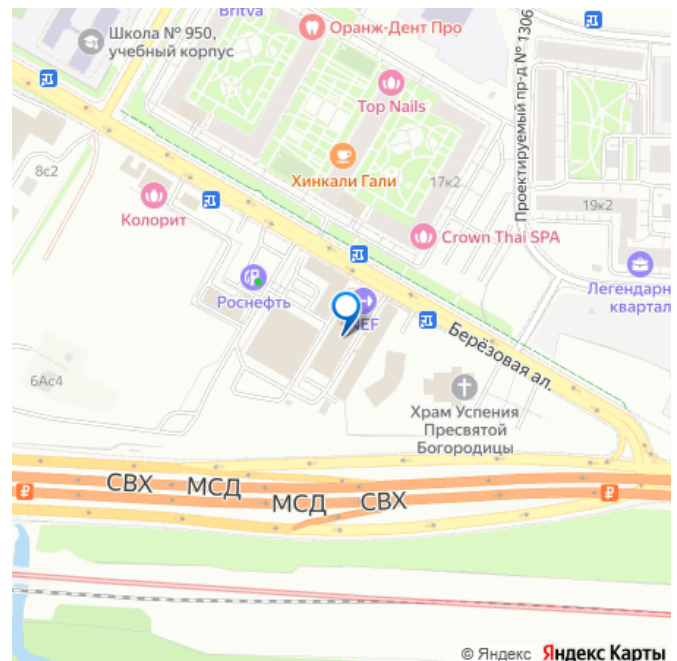 Britva
Оранж-Дент Про
Школа № 950,
учебный корпус
Top Nails
Проектируемый пр-д № 1306
Хинкали Гали
17к2
8с2
Колорит
19к2
Crown Thai SPA
Легендарн
квартал
Роснефть
NEF
Берёзовая ал.
6Ас4
Храм Успения
Пресвятой
Богородицы
СВХ МСД
МСД СВХ
© Яндекс Яндекс Карты